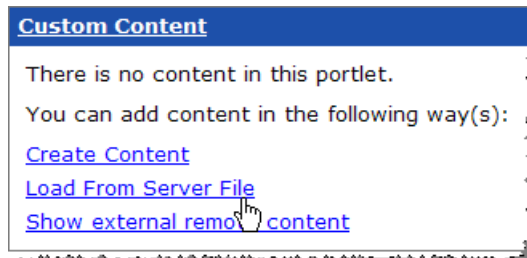 Custom Content
There is no content in this portlet.
You can add content in the following way(s):
Create Content
Load From Server File
Show external content